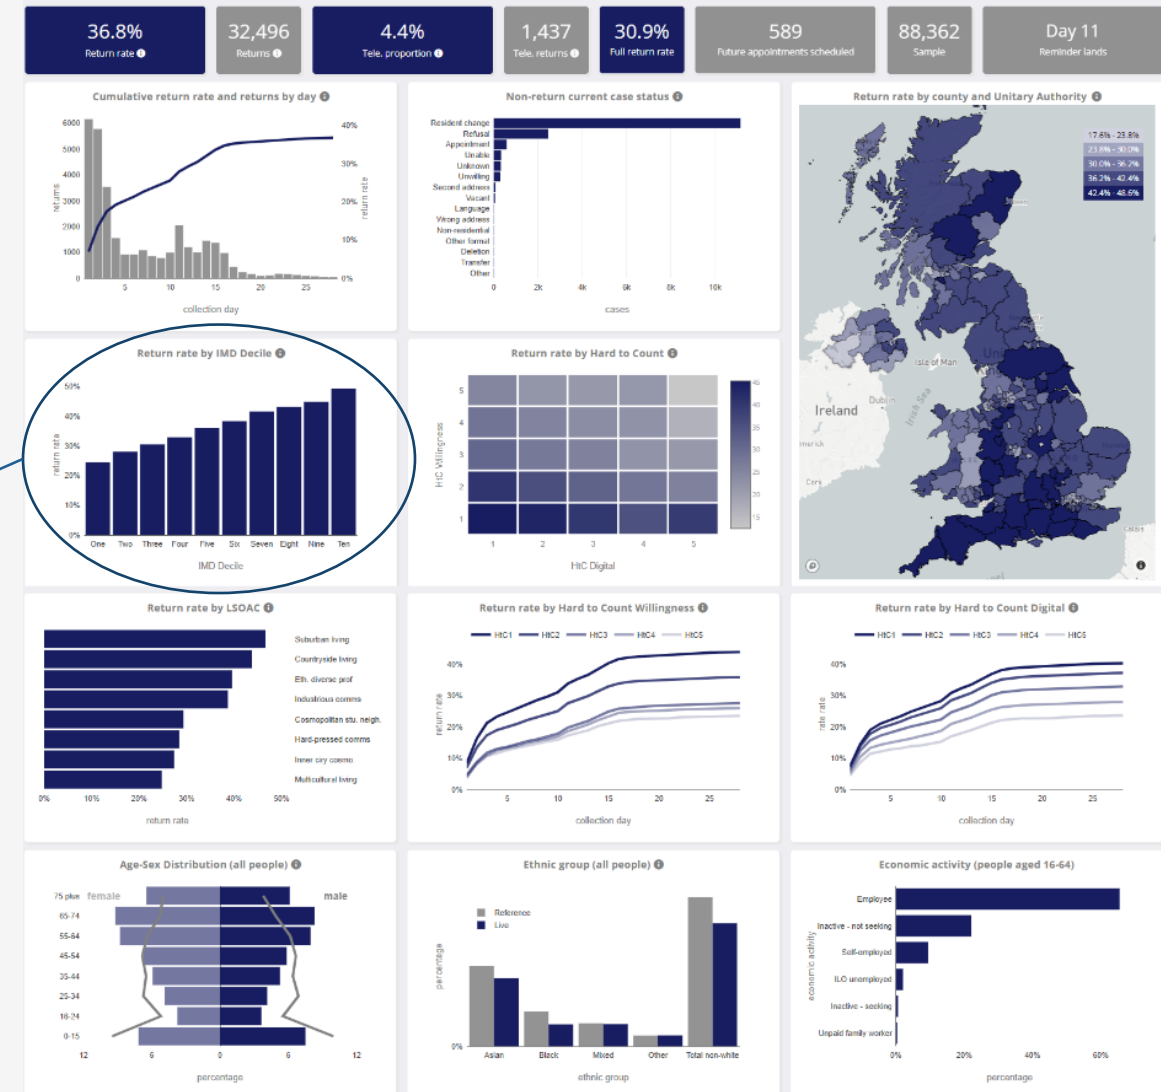 36.8%
Return rate
32,496
Returns
4.4%
Tele. proportion
1,437
Tele. returns
30.9%
Full return rate
589
Future appointments scheduled
88,362
Sample
Day 11
Reminder lands
Cumulative return rate and returns by day
6000
5000
4000
3000
2000
1000
0
returns
40%
30%
20%
10%
0%
return rate
5 10 15 20 25
collection day
Non-return current case status
Resident change
Refusal
Appointment
Unable
Unknown
Unwilling
Second address
Vacant
Language
Wrong address
Non-residential
Other format
Deletion
Transfer
Other
0 2k 4k 6k 8k 10k
cases
Return rate by county and Unitary Authority
17.6% - 23.8%
23.8% - 30.0%
30.0% - 36.2%
36.2% - 42.4%
42.4% - 48.6%
Isle of Man
Uni
Dublin
Ireland
Irish Sea
merick
Cork
Calais
Return rate by IMD Decile
50%
40%
30%
20%
10%
0%
return rate
One Two Three Four Five Six Seven Eight Nine Ten
IMD Decile
Return rate by Hard to Count
5
4
3
2
1
HtC Willingness
1 2 3 4 5
HtC Digital
45
40
35
30
25
20
15
Return rate by LSOAC
Suburban living
Countryside living
Eth. diverse prof
Industrious comms
Cosmopolitan stu. neigh.
Hard-pressed comms
Inner ciry cosmo
Multicultural living
0% 10% 20% 30% 40% 50%
return rate
Return rate by Hard to Count Willingness
HtC1 HtC2 HtC3 HtC4 HtC5
40%
30%
20%
10%
0%
return rate
5 10 15 20 25
collection day
Return rate by Hard to Count Digital
HtC1 HtC2 HtC3 HtC4 HtC5
40%
30%
20%
10%
0%
rate rate
5 10 15 20 25
collection day
Age-Sex Distribution (all people)
75 plus female male
65-74
55-64
45-54
35-44
25-34
16-24
0-15
12 6 0 6 12
percentage
Ethnic group (all people)
Reference
Live
percentage
0%
Asian Black Mixed Other Total non-white
ethnic group
Economic activity (people aged 16-64)
Employee
Inactive - not seeking
Self-employed
ILO unemployed
Inactive - seeking
Unpaid family worker
economic activity
0% 20% 40% 60%
percentage